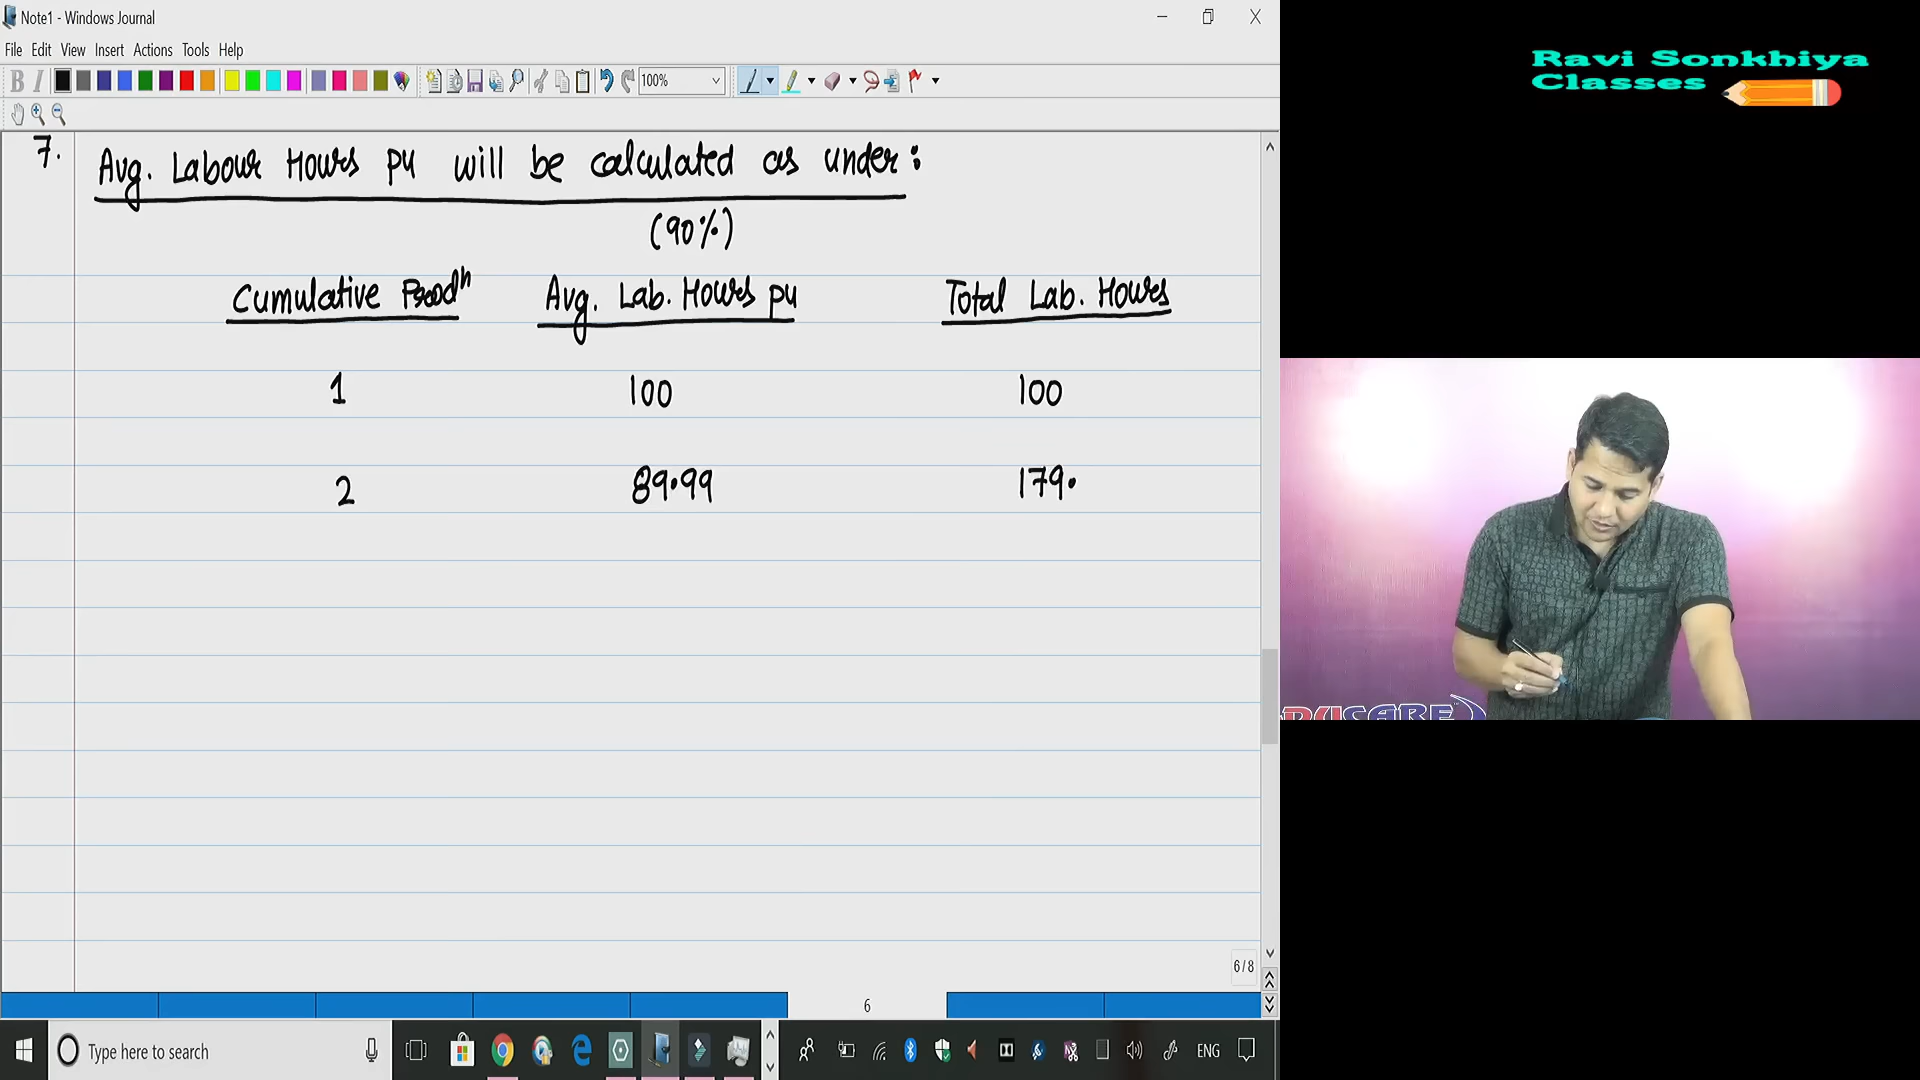 Note1 - Windows Journal
File Edit View Insert Actions Tools Help
B I
100%
7. Avg. Labour Hours pu will be calculated as under:
(90%)
Cumulative Prodn Avg. Lab. Hours pu Total Lab. Hours
1 100 100
2 89.99 179.
6/8
6
Type here to search
ENG
Ravi Sonkhiya
Classes